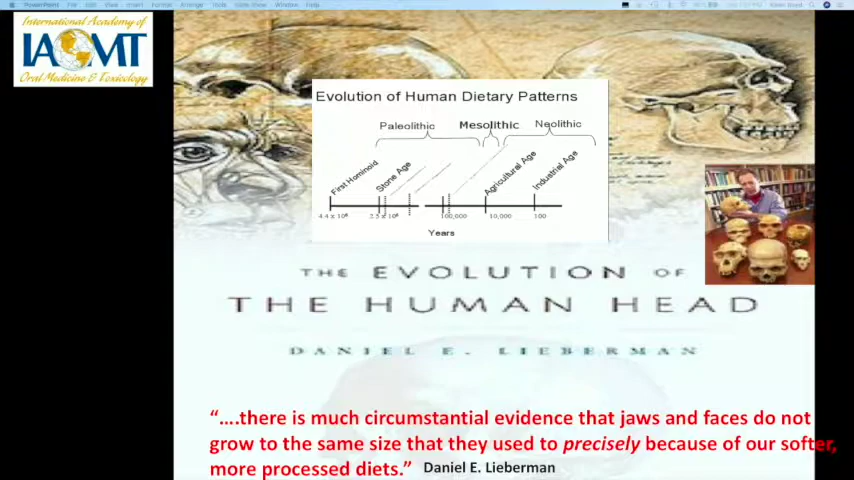 International Academy of
IAOMT
Oral Medicine & Toxicology
Evolution of Human Dietary Patterns
Paleolithic Mesolithic Neolithic
First Hominoid Stone Age Agricultural Age Industrial Age
10,000 100
Years
THE EVOLUTION OF
THE HUMAN HEAD
DANIEL E. LIEBERMAN
“....there is much circumstantial evidence that jaws and faces do not
grow to the same size that they used to precisely because of our softer,
more processed diets.” Daniel E. Lieberman